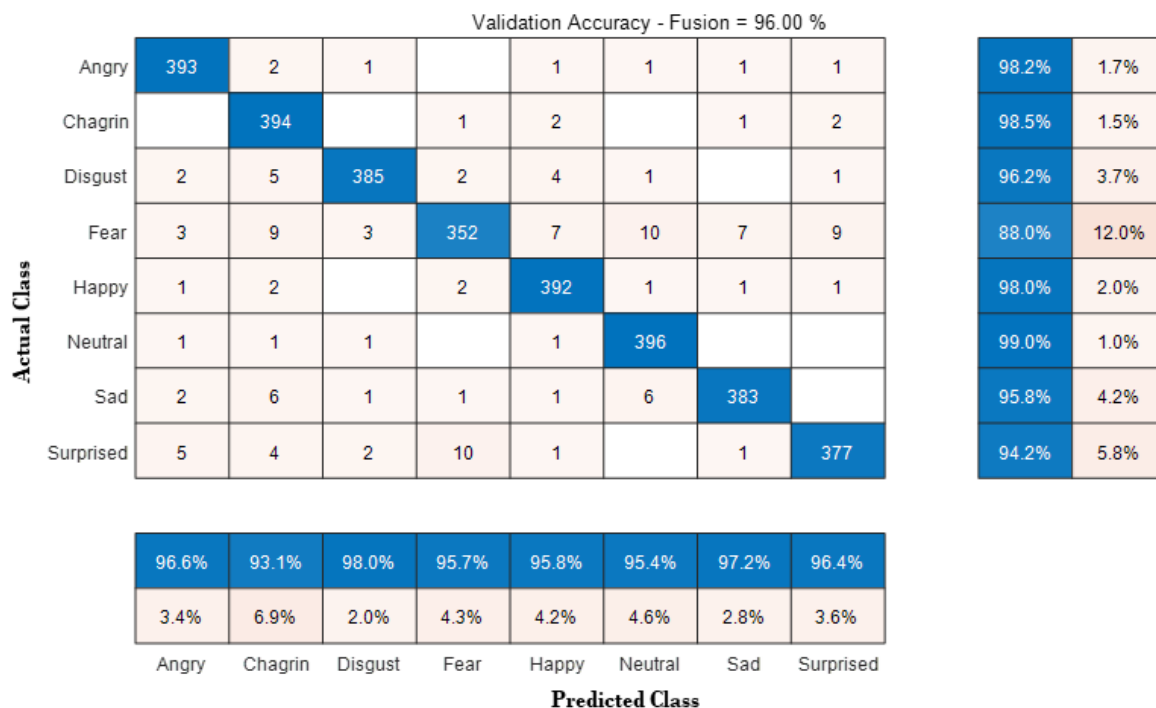 Validation Accuracy - Fusion = 96.00 %
Angry 393 2 1 1 1 1 1 98.2% 1.7%
Chagrin 394 1 2 1 2 98.5% 1.5%
Disgust 2 5 385 2 4 1 1 96.2% 3.7%
Fear 3 9 3 352 7 10 7 9 88.0% 12.0%
Happy 1 2 2 392 1 1 1 98.0% 2.0%
Neutral 1 1 1 1 396 99.0% 1.0%
Sad 2 6 1 1 1 6 383 95.8% 4.2%
Surprised 5 4 2 10 1 1 377 94.2% 5.8%
Actual Class
96.6% 93.1% 98.0% 95.7% 95.8% 95.4% 97.2% 96.4%
3.4% 6.9% 2.0% 4.3% 4.2% 4.6% 2.8% 3.6%
Angry Chagrin Disgust Fear Happy Neutral Sad Surprised
Predicted Class